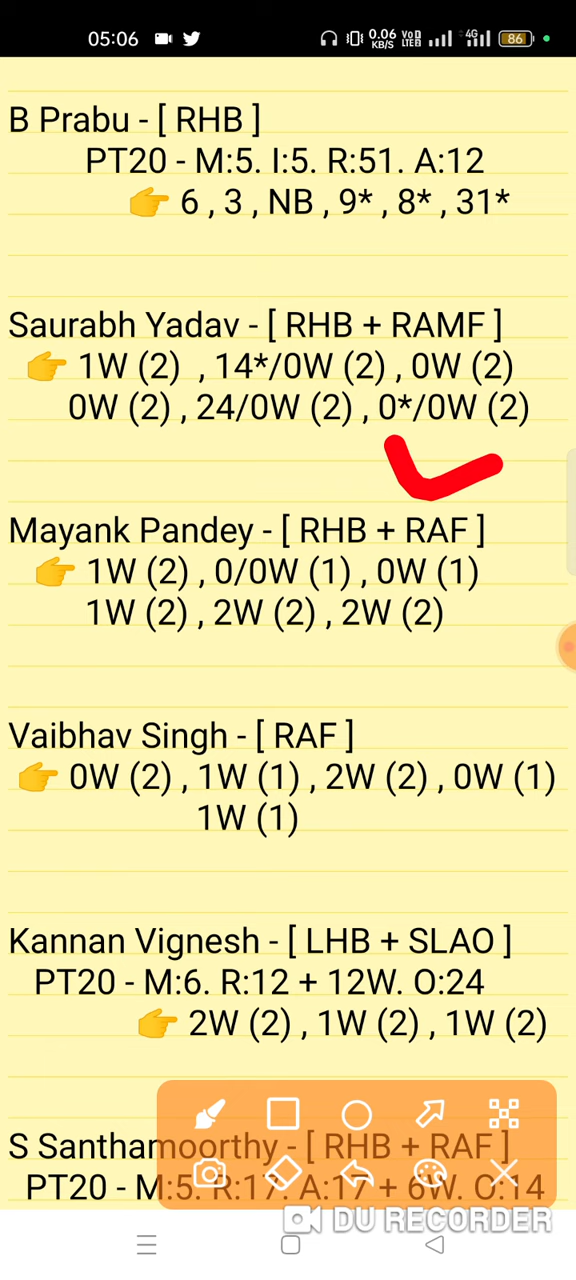 05:06 0.06 KB/S VoD LTE 4G 86
B Prabu - [ RHB ]
PT20 - M:5. I:5. R:51. A:12
👉 6 , 3 , NB , 9* , 8* , 31*
Saurabh Yadav - [ RHB + RAMF ]
👉 1W (2) , 14*/0W (2) , 0W (2)
0W (2) , 24/0W (2) , 0*/0W (2)
Mayank Pandey - [ RHB + RAF ]
👉 1W (2) , 0/0W (1) , 0W (1)
1W (2) , 2W (2) , 2W (2)
Vaibhav Singh - [ RAF ]
👉 0W (2) , 1W (1) , 2W (2) , 0W (1)
1W (1)
Kannan Vignesh - [ LHB + SLAO ]
PT20 - M:6. R:12 + 12W. O:24
👉 2W (2) , 1W (2) , 1W (2)
S Santhamoorthy - [ RHB + RAF ]
PT20 - M:5. R:17. A:17 + 6W. O:14
DU RECORDER